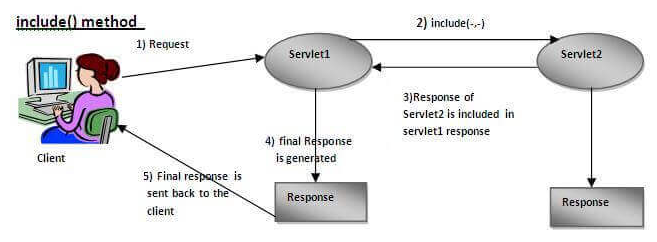 include() method
1) Request
2) include(-,-)
Servlet1
Servlet2
3)Response of
Servlet2 is included in
servlet1 response
4) final Response
is generated
Client
5) Final response is
sent back to the
client
Response
Response